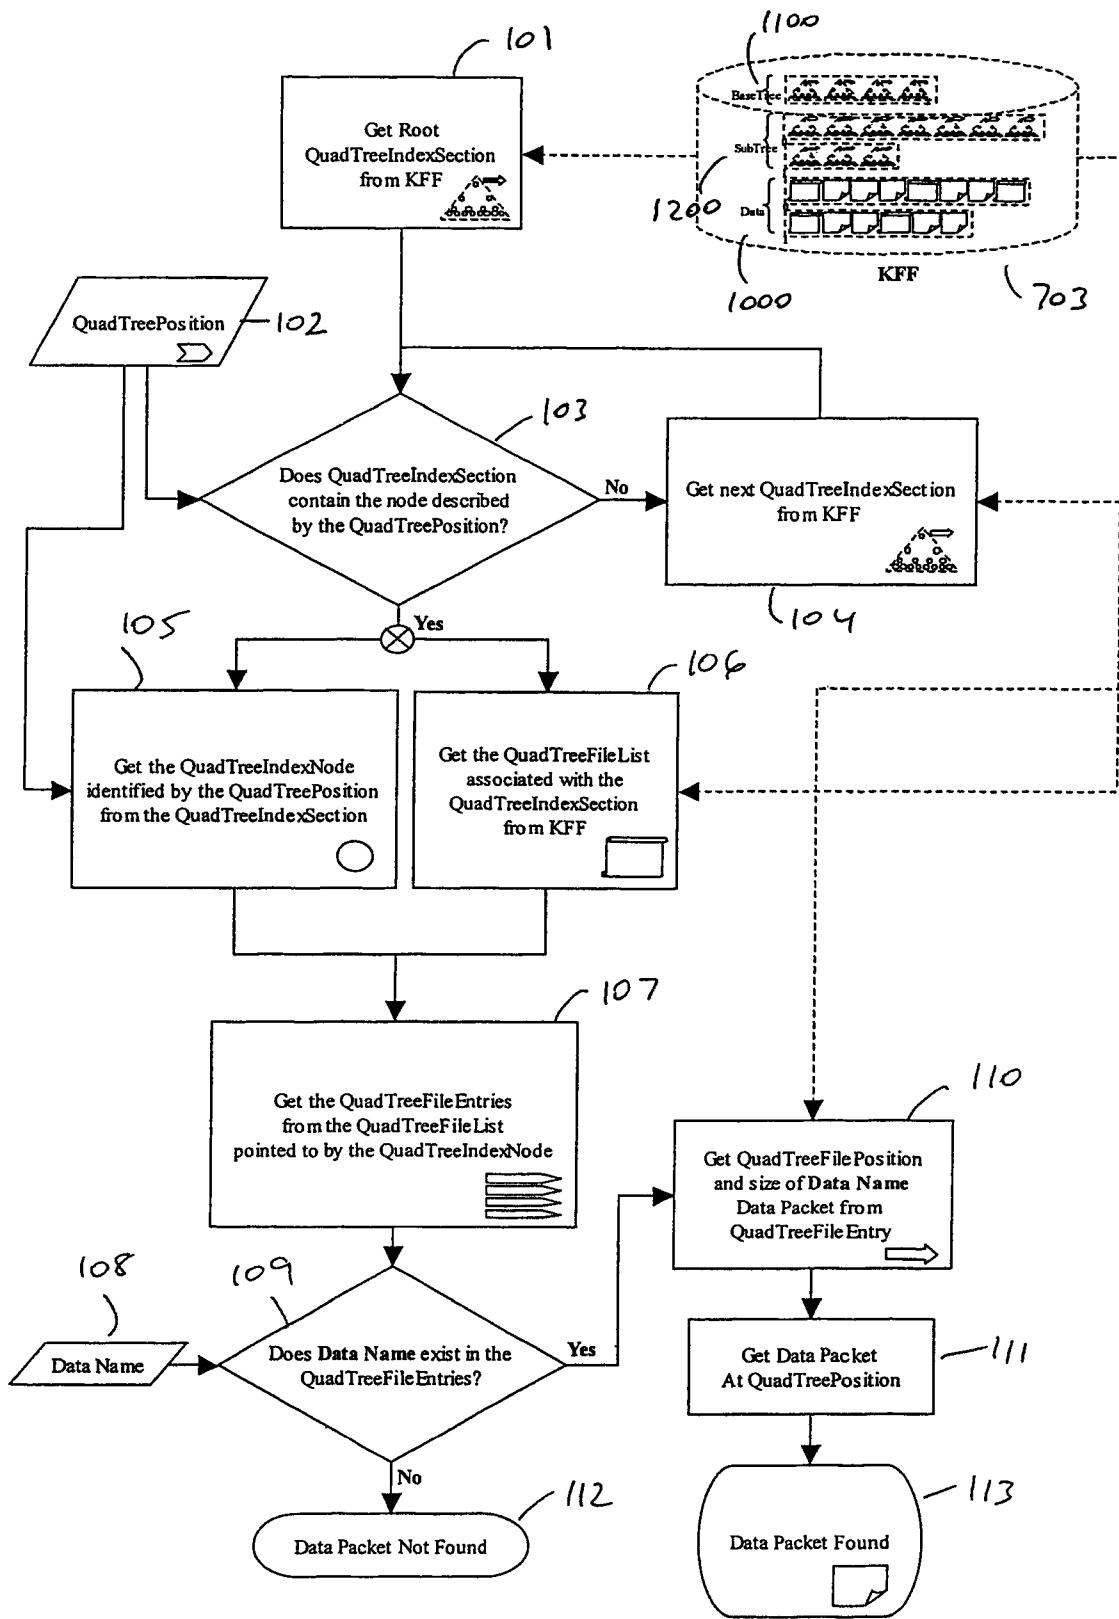 101
1100
Get Root
QuadTreeIndexSection
from KFF
BaseTree
SubTree
1200
Data
1000
KFF
703
QuadTreePosition
102
103
Does QuadTreeIndexSection
contain the node described
by the QuadTreePosition?
No
Get next QuadTreeIndexSection
from KFF
104
Yes
105
106
Get the QuadTreeIndexNode
identified by the QuadTreePosition
from the QuadTreeIndexSection
Get the QuadTreeFileList
associated with the
QuadTreeIndexSection
from KFF
107
Get the QuadTreeFileEntries
from the QuadTreeFileList
pointed to by the QuadTreeIndexNode
110
Get QuadTreeFilePosition
and size of Data Name
Data Packet from
QuadTreeFileEntry
108
109
Data Name
Does Data Name exist in the
QuadTreeFileEntries?
Yes
Get Data Packet
At QuadTreePosition
111
No
112
Data Packet Not Found
113
Data Packet Found